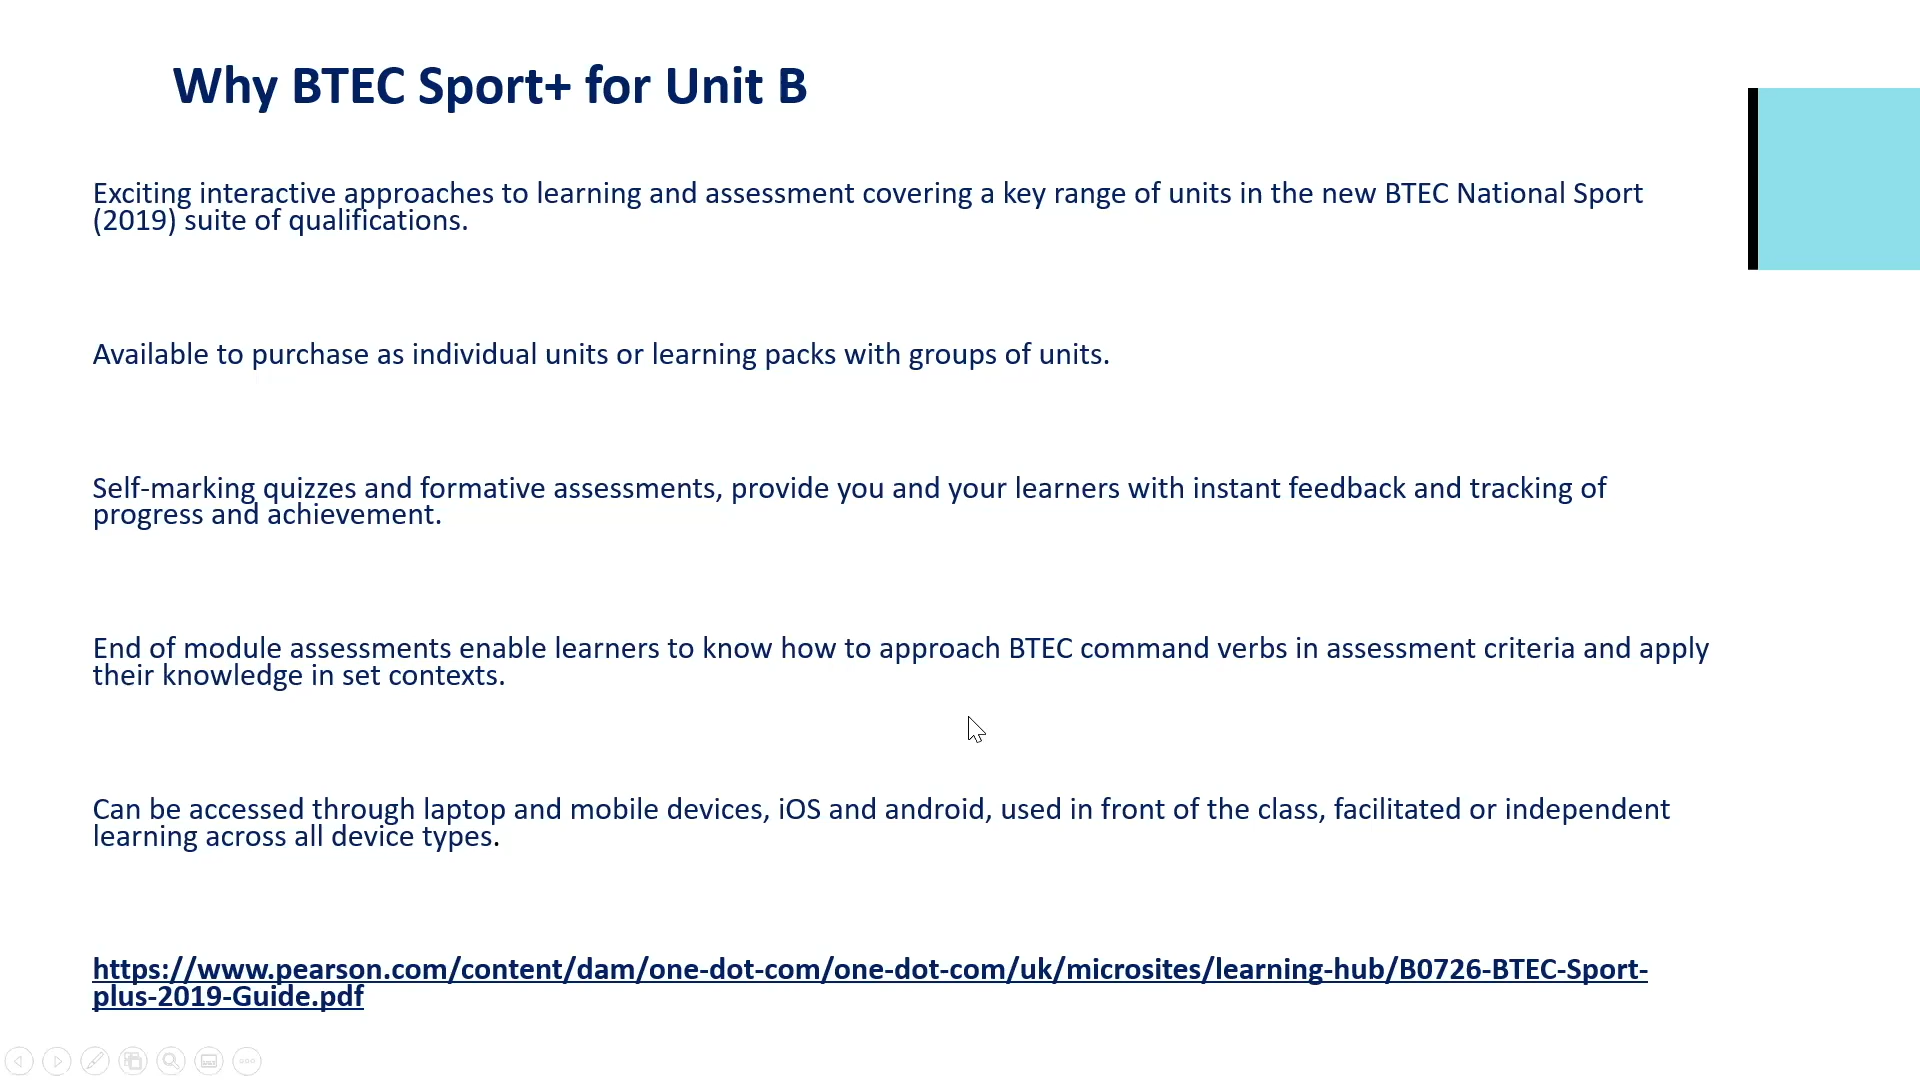 Why BTEC Sport+ for Unit B
Exciting interactive approaches to learning and assessment covering a key range of units in the new BTEC National Sport
(2019) suite of qualifications.
Available to purchase as individual units or learning packs with groups of units.
Self-marking quizzes and formative assessments, provide you and your learners with instant feedback and tracking of
progress and achievement.
End of module assessments enable learners to know how to approach BTEC command verbs in assessment criteria and apply
their knowledge in set contexts.
Can be accessed through laptop and mobile devices, iOS and android, used in front of the class, facilitated or independent
learning across all device types.
https://www.pearson.com/content/dam/one-dot-com/one-dot-com/uk/microsites/learning-hub/B0726-BTEC-Sport-
plus-2019-Guide.pdf